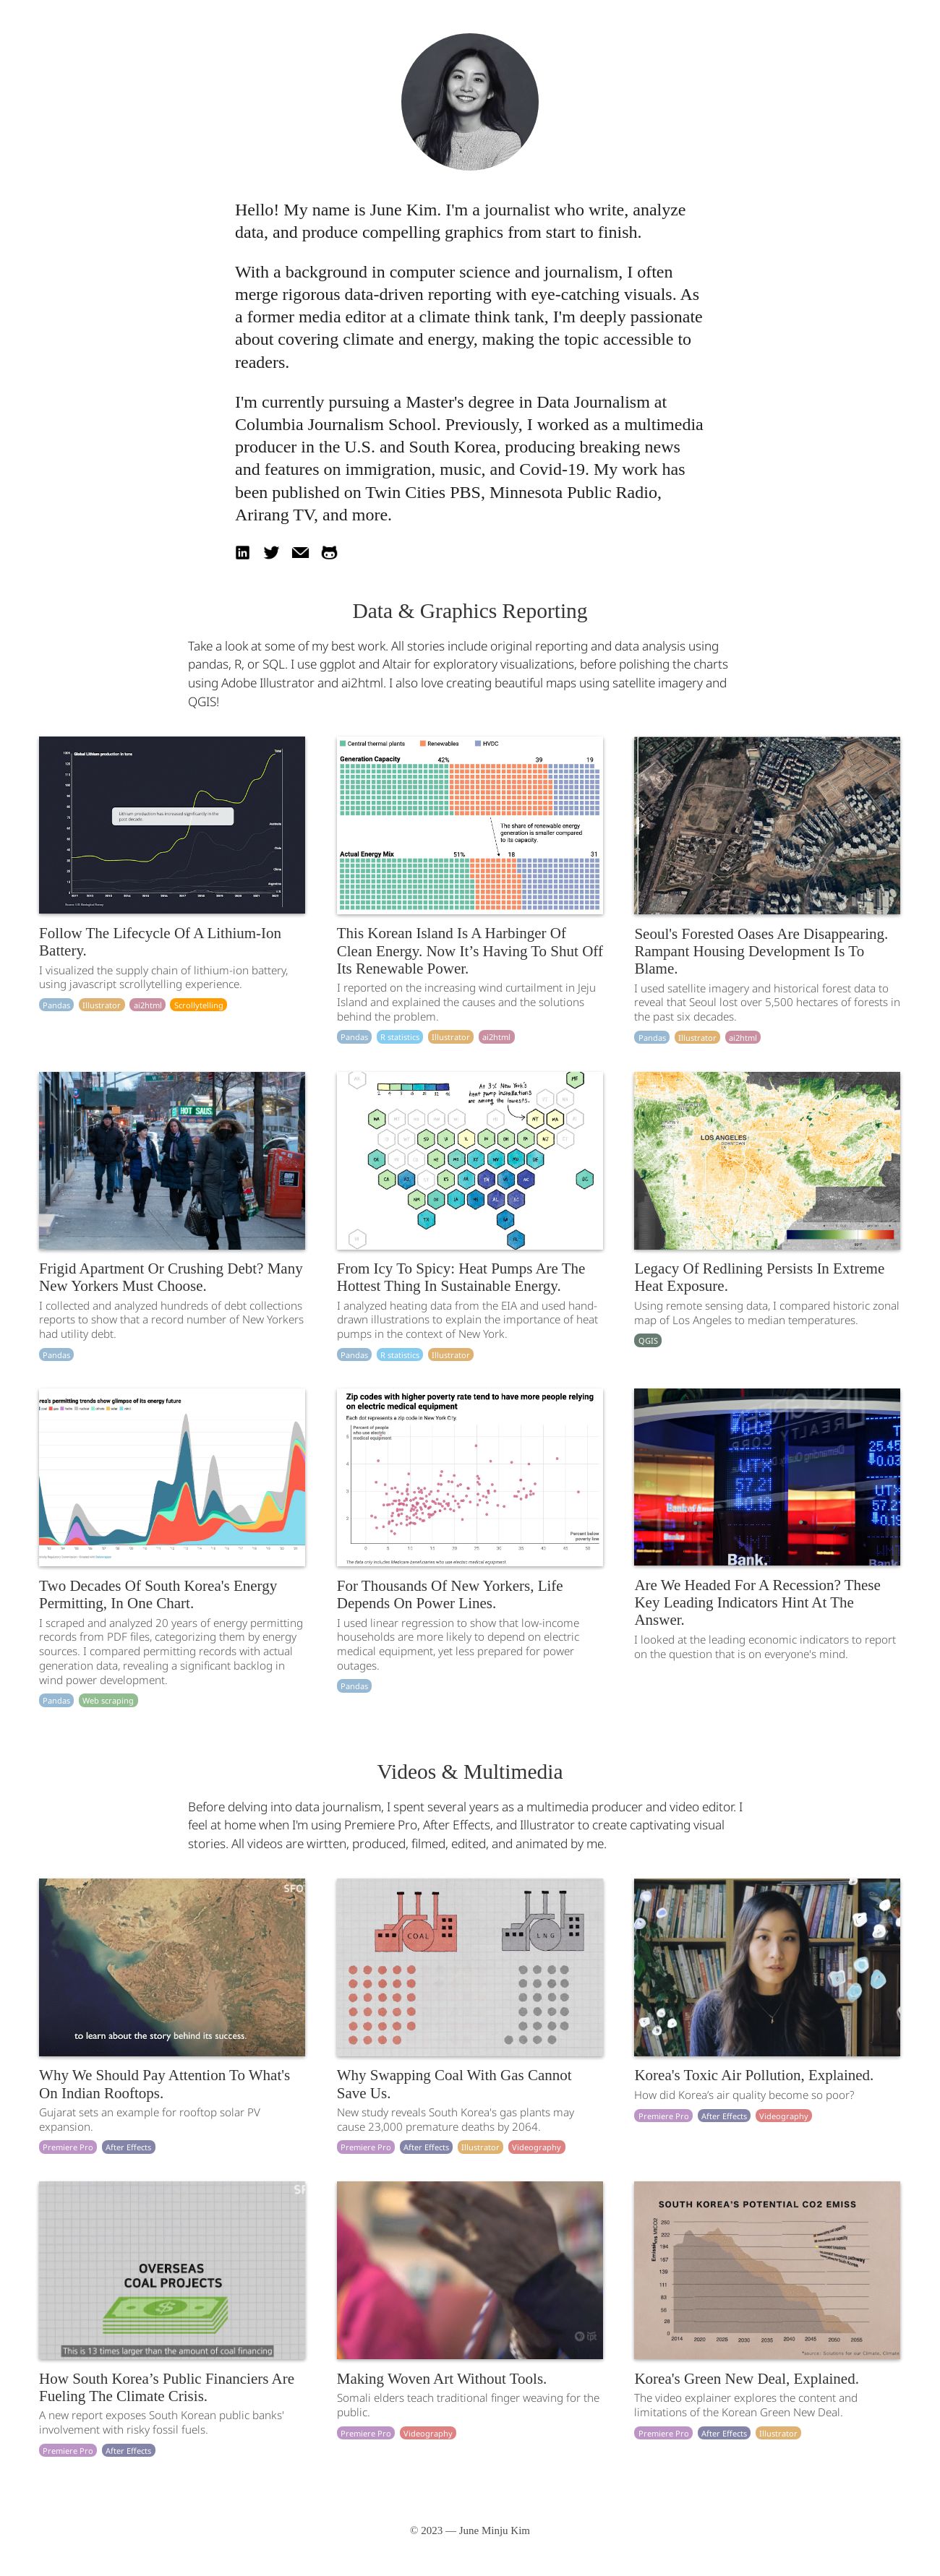 Hello! My name is June Kim. I'm a journalist who write, analyze
data, and produce compelling graphics from start to finish.
With a background in computer science and journalism, I often
merge rigorous data-driven reporting with eye-catching visuals. As
a former media editor at a climate think tank, I'm deeply passionate
about covering climate and energy, making the topic accessible to
readers.
I'm currently pursuing a Master's degree in Data Journalism at
Columbia Journalism School. Previously, I worked as a multimedia
producer in the U.S. and South Korea, producing breaking news
and features on immigration, music, and Covid-19. My work has
been published on Twin Cities PBS, Minnesota Public Radio,
Arirang TV, and more.
Data & Graphics Reporting
Take a look at some of my best work. All stories include original reporting and data analysis using
pandas, R, or SQL. I use ggplot and Altair for exploratory visualizations, before polishing the charts
using Adobe Illustrator and ai2html. I also love creating beautiful maps using satellite imagery and
QGIS!
Global Lithium production in tons
Lithium production has increased significantly in the
past decade.
Follow The Lifecycle Of A Lithium-Ion
Battery.
I visualized the supply chain of lithium-ion battery,
using javascript scrollytelling experience.
Pandas Illustrator ai2html Scrollytelling
Central thermal plants Renewables HVDC
Generation Capacity 42% 39 19
The share of renewable energy
generation is smaller compared
to its capacity.
Actual Energy Mix 51% 18 31
This Korean Island Is A Harbinger Of
Clean Energy. Now It’s Having To Shut Off
Its Renewable Power.
I reported on the increasing wind curtailment in Jeju
Island and explained the causes and the solutions
behind the problem.
Pandas R statistics Illustrator ai2html
Seoul's Forested Oases Are Disappearing.
Rampant Housing Development Is To
Blame.
I used satellite imagery and historical forest data to
reveal that Seoul lost over 5,500 hectares of forests in
the past six decades.
Pandas Illustrator ai2html
HOT SAUS
Frigid Apartment Or Crushing Debt? Many
New Yorkers Must Choose.
I collected and analyzed hundreds of debt collections
reports to show that a record number of New Yorkers
had utility debt.
Pandas
At 3% New York's
heat pump installations
are among the lowests.
From Icy To Spicy: Heat Pumps Are The
Hottest Thing In Sustainable Energy.
I analyzed heating data from the EIA and used hand-
drawn illustrations to explain the importance of heat
pumps in the context of New York.
Pandas R statistics Illustrator
LOS ANGELES
Legacy Of Redlining Persists In Extreme
Heat Exposure.
Using remote sensing data, I compared historic zonal
map of Los Angeles to median temperatures.
QGIS
rea's permitting trends show glimpse of its energy future
Two Decades Of South Korea's Energy
Permitting, In One Chart.
I scraped and analyzed 20 years of energy permitting
records from PDF files, categorizing them by energy
sources. I compared permitting records with actual
generation data, revealing a significant backlog in
wind power development.
Pandas Web scraping
Zip codes with higher poverty rate tend to have more people relying
on electric medical equipment
Each dot represents a zip code in New York City.
Percent of people
who use electric
medical equipment
Percent below
poverty line
The data only includes Medicare beneficiaries who use electric medical equipment
For Thousands Of New Yorkers, Life
Depends On Power Lines.
I used linear regression to show that low-income
households are more likely to depend on electric
medical equipment, yet less prepared for power
outages.
Pandas
UTX
57.21
Bank.
Are We Headed For A Recession? These
Key Leading Indicators Hint At The
Answer.
I looked at the leading economic indicators to report
on the question that is on everyone's mind.
Videos & Multimedia
Before delving into data journalism, I spent several years as a multimedia producer and video editor. I
feel at home when I'm using Premiere Pro, After Effects, and Illustrator to create captivating visual
stories. All videos are wirtten, produced, filmed, edited, and animated by me.
to learn about the story behind its success.
Why We Should Pay Attention To What's
On Indian Rooftops.
Gujarat sets an example for rooftop solar PV
expansion.
Premiere Pro After Effects
COAL LNG
Why Swapping Coal With Gas Cannot
Save Us.
New study reveals South Korea's gas plants may
cause 23,000 premature deaths by 2064.
Premiere Pro After Effects Illustrator Videography
Korea's Toxic Air Pollution, Explained.
How did Korea’s air quality become so poor?
Premiere Pro After Effects Videography
OVERSEAS
COAL PROJECTS
This is 13 times larger than the amount of coal financing
How South Korea’s Public Financiers Are
Fueling The Climate Crisis.
A new report exposes South Korean public banks'
involvement with risky fossil fuels.
Premiere Pro After Effects
Making Woven Art Without Tools.
Somali elders teach traditional finger weaving for the
public.
Premiere Pro Videography
SOUTH KOREA'S POTENTIAL CO2 EMISS
Korea's Green New Deal, Explained.
The video explainer explores the content and
limitations of the Korean Green New Deal.
Premiere Pro After Effects Illustrator
© 2023 — June Minju Kim